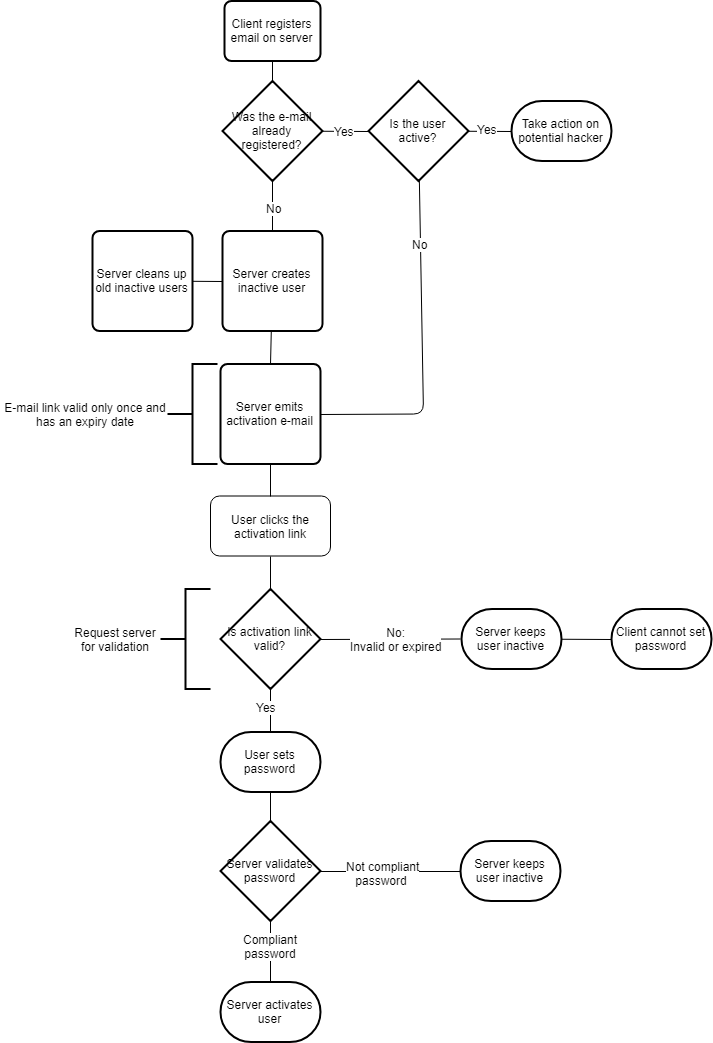 Client registers
email on server
Was the e-mail
already
registered?
Yes
Is the user
active?
Yes
Take action on
potential hacker
No
No
Server cleans up
old inactive users
Server creates
inactive user
E-mail link valid only once and
has an expiry date
Server emits
activation e-mail
User clicks the
activation link
Request server
for validation
Is activation link
valid?
No:
Invalid or expired
Server keeps
user inactive
Client cannot set
password
Yes
User sets
password
Server validates
password
Not compliant
password
Server keeps
user inactive
Compliant
password
Server activates
user